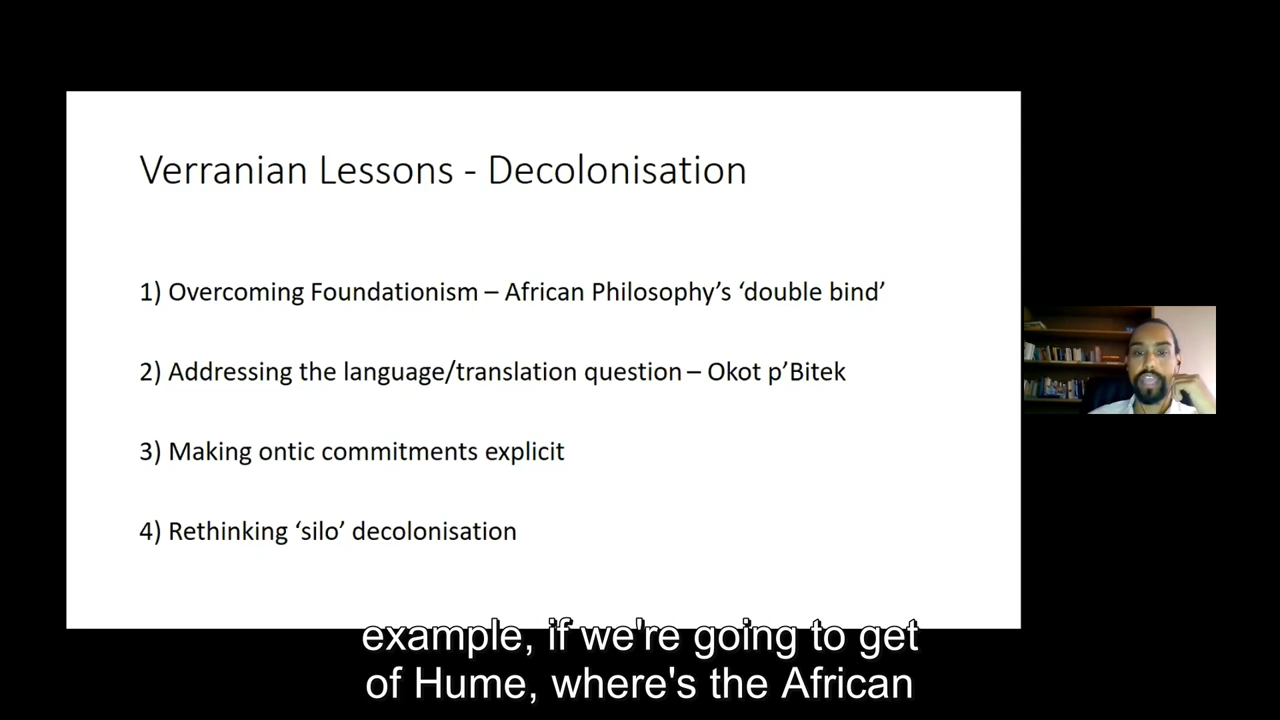 Verranian Lessons - Decolonisation
1) Overcoming Foundationism – African Philosophy’s ‘double bind’
2) Addressing the language/translation question – Okot p’Bitek
3) Making ontic commitments explicit
4) Rethinking ‘silo’ decolonisation
example, if we're going to get
of Hume, where's the African